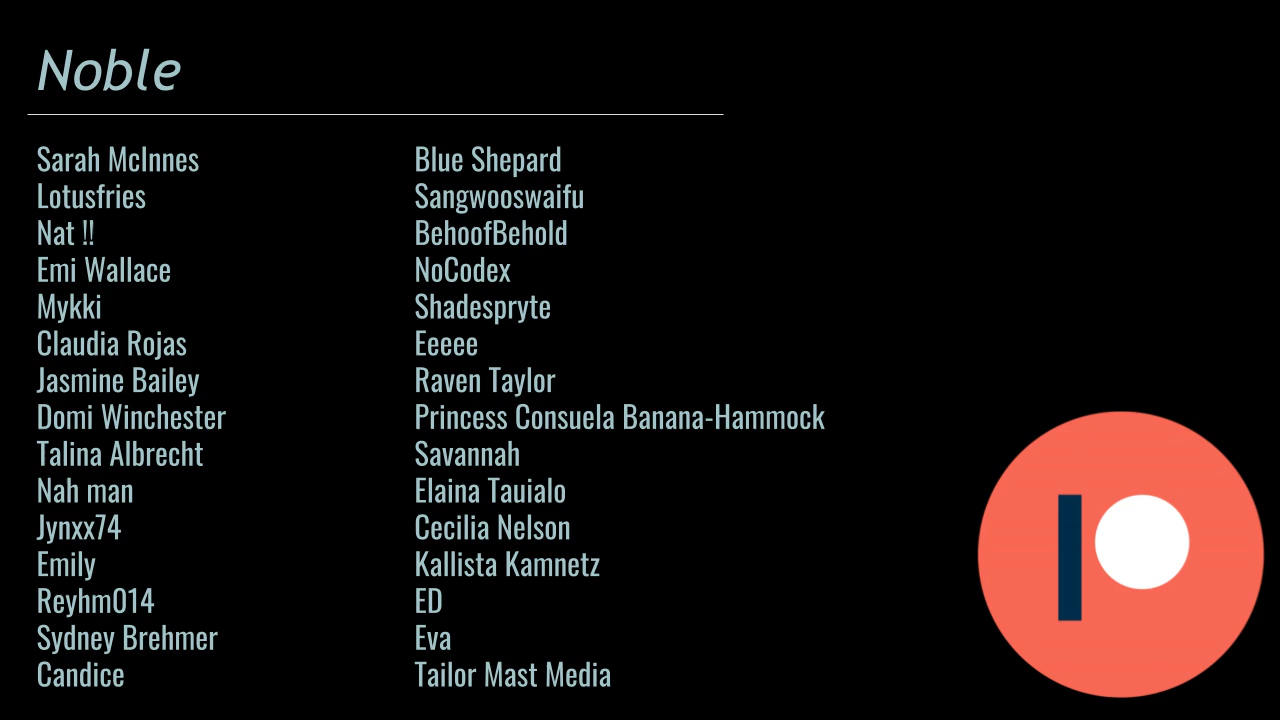 Noble
Sarah McInnes
Lotusfries
Nat !!
Emi Wallace
Mykki
Claudia Rojas
Jasmine Bailey
Domi Winchester
Talina Albrecht
Nah man
Jynxx74
Emily
Reyhm014
Sydney Brehmer
Candice
Blue Shepard
Sangwooswaifu
BehoofBehold
NoCodex
Shadespryte
Eeeee
Raven Taylor
Princess Consuela Banana-Hammock
Savannah
Elaina Tauialo
Cecilia Nelson
Kallista Kamnetz
ED
Eva
Tailor Mast Media